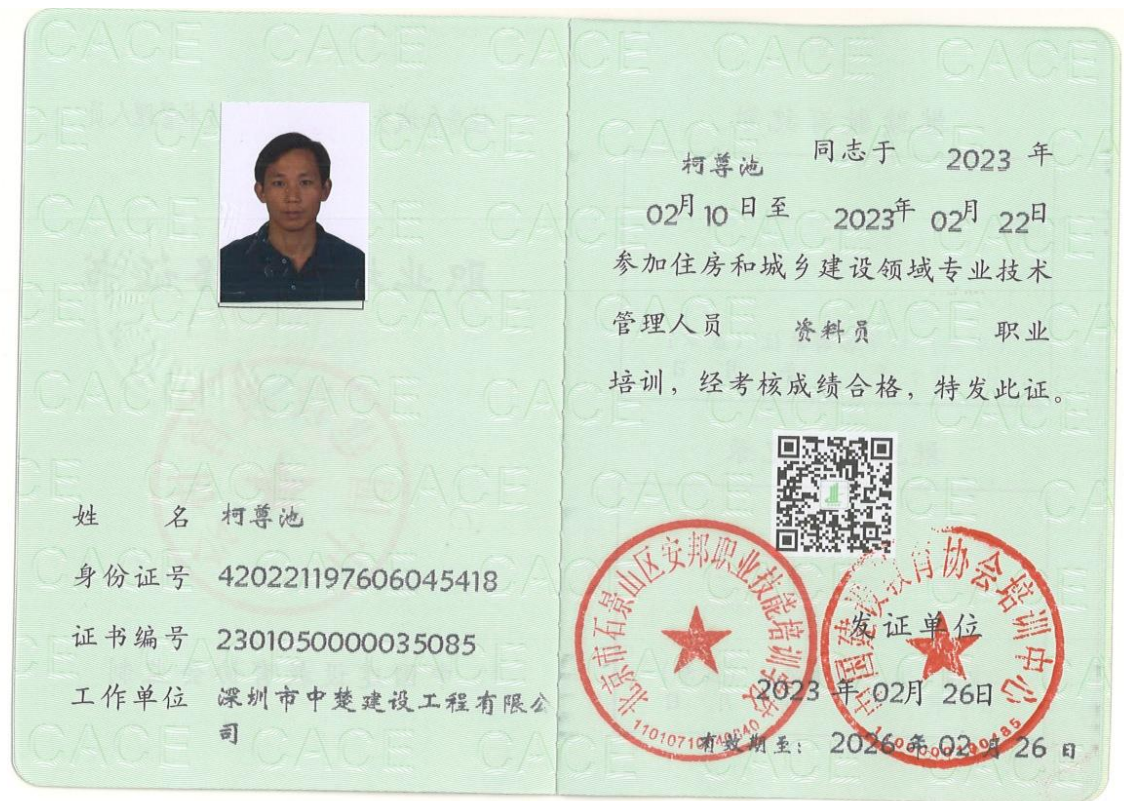 姓 名 柯尊池
身份证号 420221197606045418
证书编号 2301050000035085
工作单位 深圳市中楚建设工程有限公
司
柯尊池 同志于 2023 年
02月 10 日至 2023年 02月 22日
参加住房和城乡建设领域专业技术
管理人员 资料员 职业
培训，经考核成绩合格，特发此证。
北京市石景山区安邦职业技能培训学校
中国建设教育协会培训中心
发证单位
2023 年 02月 26日
有效期至： 2026 年 02 月 26 日
CACE